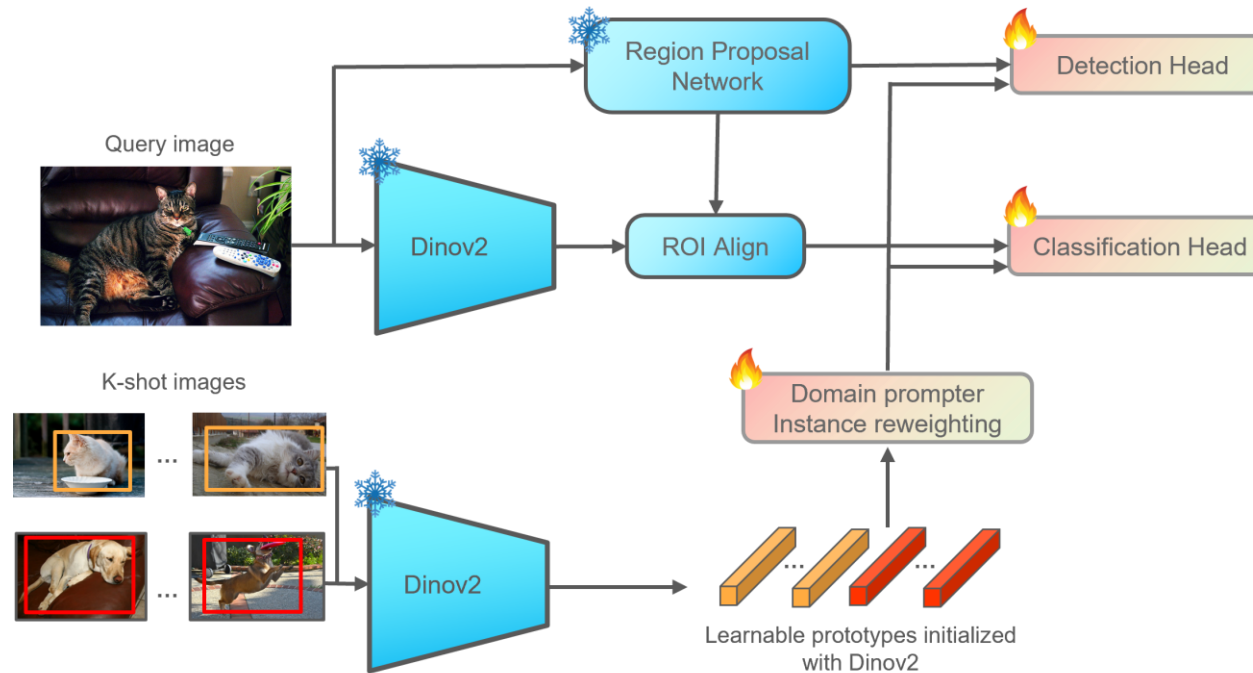 Region Proposal
Network
Detection Head
Query image
Dinov2
ROI Align
Classification Head
K-shot images
Domain prompter
Instance reweighting
...
...
Dinov2
...
...
Learnable prototypes initialized
with Dinov2